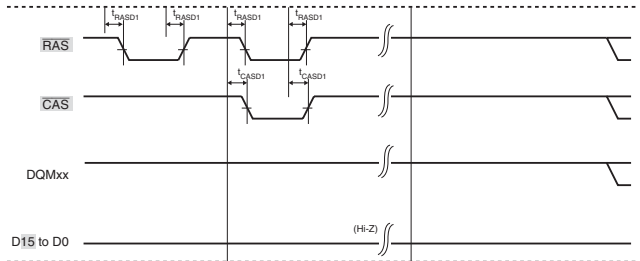 tRASD1 tRASD1 tRASD1 tRASD1
RAS
tCASD1 tCASD1
CAS
DQMxx
(Hi-Z)
D15 to D0